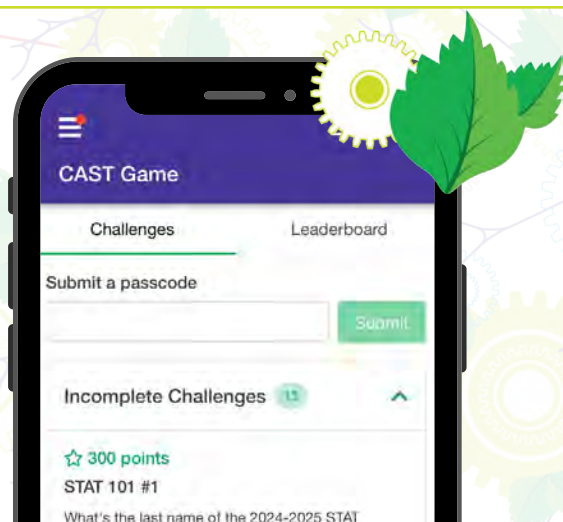 CAST Game
Challenges Leaderboard
Submit a passcode
Submit
Incomplete Challenges 13
300 points
STAT 101 #1
What's the last name of the 2024-2025 STAT